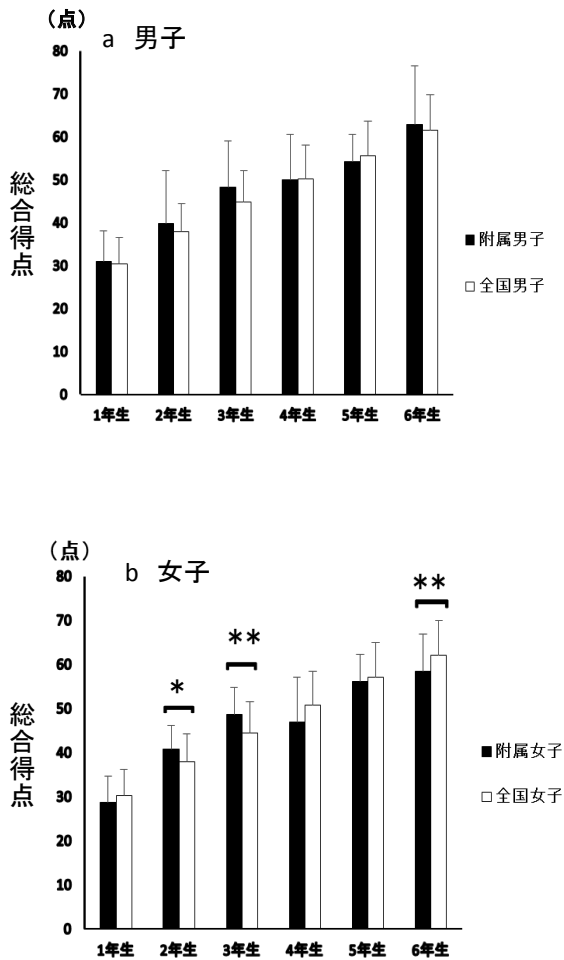 (点)
a 男子
80
70
60
50
40
30
20
10
0
総合得点
1年生 2年生 3年生 4年生 5年生 6年生
附属男子
全国男子
(点)
b 女子
80
70
60
50
40
30
20
10
0
総合得点
*
**
**
1年生 2年生 3年生 4年生 5年生 6年生
附属女子
全国女子